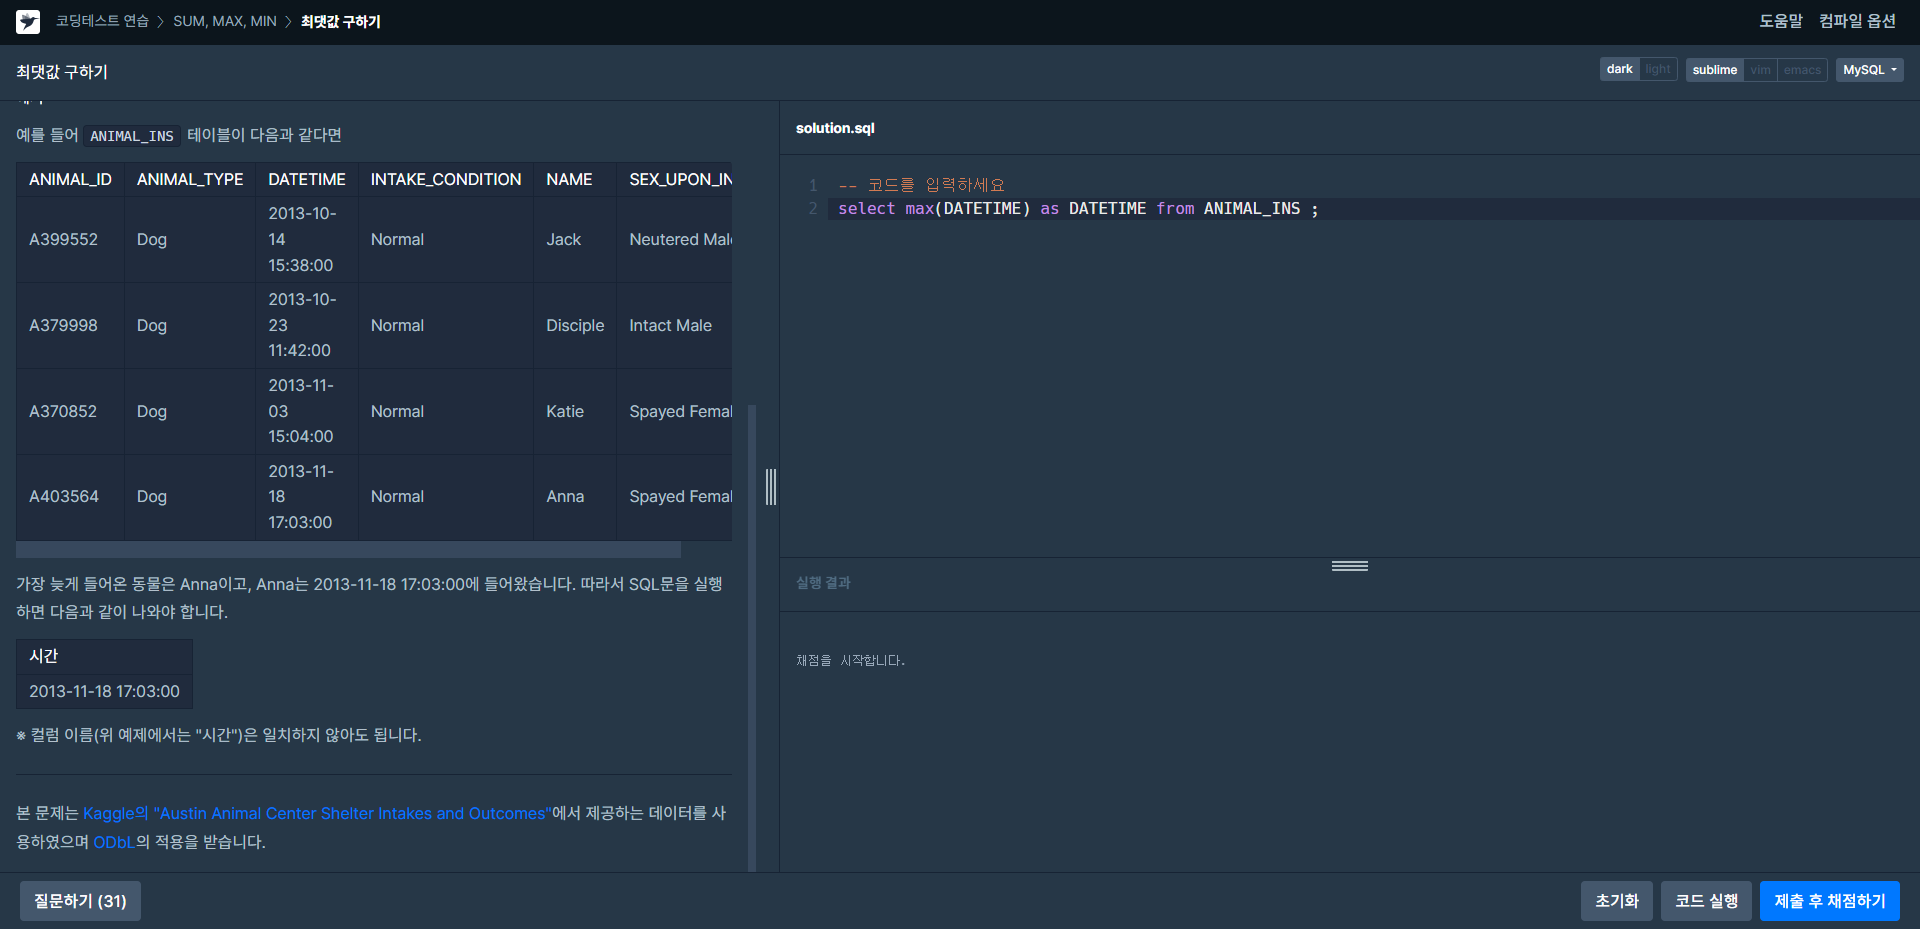 코딩테스트 연습 > SUM, MAX, MIN > 최댓값 구하기
도움말 컴파일 옵션
최댓값 구하기
dark light sublime vim emacs MySQL
예를 들어 ANIMAL_INS 테이블이 다음과 같다면
ANIMAL_ID ANIMAL_TYPE DATETIME INTAKE_CONDITION NAME SEX_UPON_IN
A399552 Dog 2013-10-14 15:38:00 Normal Jack Neutered Mal
A379998 Dog 2013-10-23 11:42:00 Normal Disciple Intact Male
A370852 Dog 2013-11-03 15:04:00 Normal Katie Spayed Femal
A403564 Dog 2013-11-18 17:03:00 Normal Anna Spayed Femal
가장 늦게 들어온 동물은 Anna이고, Anna는 2013-11-18 17:03:00에 들어왔습니다. 따라서 SQL문을 실행
하면 다음과 같이 나와야 합니다.
시간
2013-11-18 17:03:00
※ 컬럼 이름(위 예제에서는 "시간")은 일치하지 않아도 됩니다.
본 문제는 Kaggle의 "Austin Animal Center Shelter Intakes and Outcomes"에서 제공하는 데이터를 사
용하였으며 ODbL의 적용을 받습니다.
solution.sql
1 -- 코드를 입력하세요
2 select max(DATETIME) as DATETIME from ANIMAL_INS ;
실행 결과
채점을 시작합니다.
질문하기 (31)
초기화 코드 실행 제출 후 채점하기